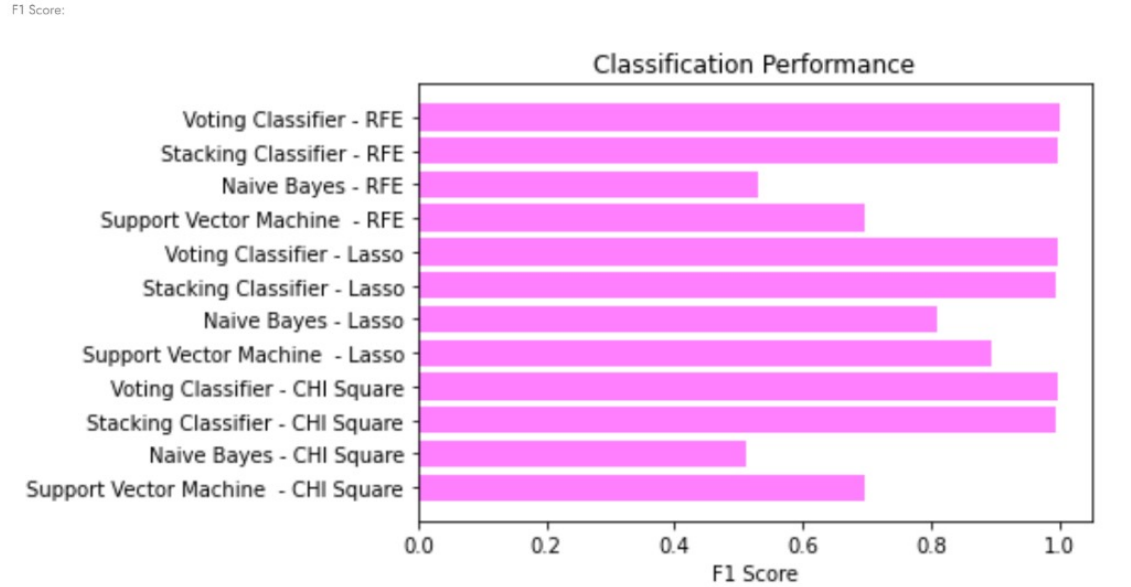 F1 Score:
Classification Performance
Voting Classifier - RFE
Stacking Classifier - RFE
Naive Bayes - RFE
Support Vector Machine  - RFE
Voting Classifier - Lasso
Stacking Classifier - Lasso
Naive Bayes - Lasso
Support Vector Machine  - Lasso
Voting Classifier - CHI Square
Stacking Classifier - CHI Square
Naive Bayes - CHI Square
Support Vector Machine  - CHI Square
0.0 0.2 0.4 0.6 0.8 1.0
F1 Score